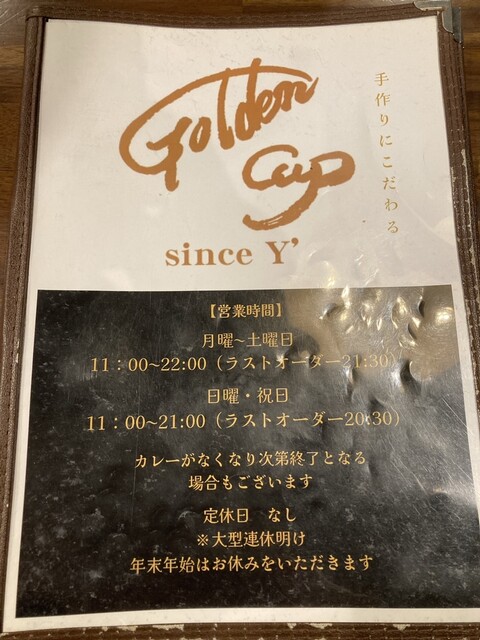 Golden
Cup
since Y'
手作りにこだわる
【営業時間】
月曜~土曜日
11：00~22:00（ラストオーダー21:30）
日曜・祝日
11：00~21:00（ラストオーダー20:30）
カレーがなくなり次第終了となる
場合もございます
定休日　なし
※大型連休明け
年末年始はお休みをいただきます